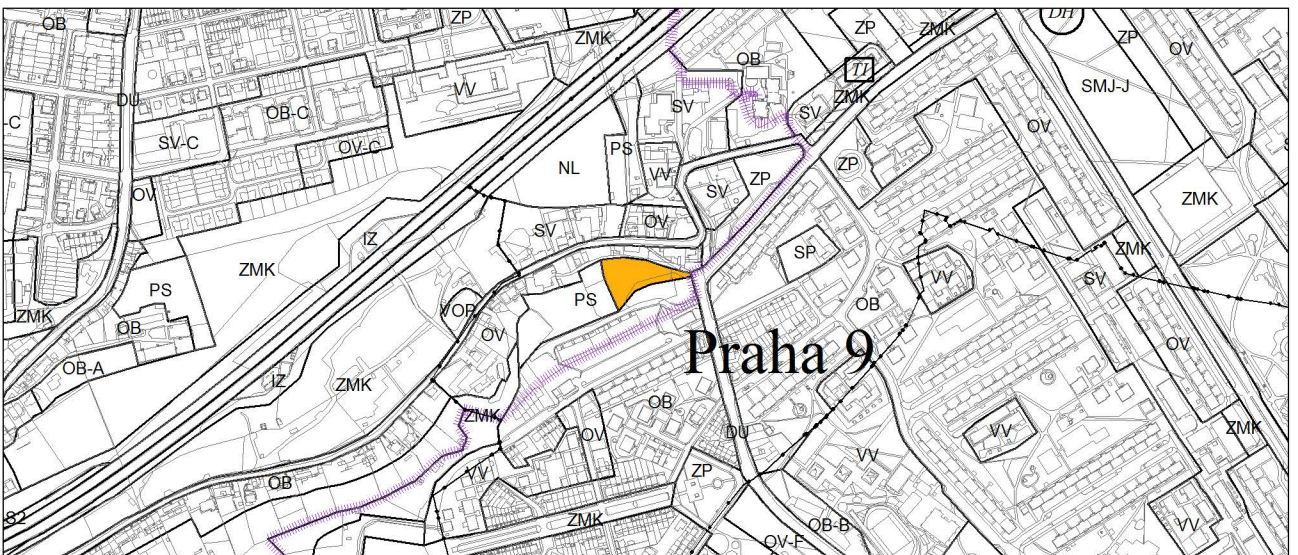 OB
ZP
ZMK
ZP
ZMK
DH
ZP
OV
OB
TI
VV
SMJ-J
DU
OB-C
SV
ZMK
SV
OV
-C
SV-C
OV-C
PS
NL
VV
ZP
OV
SV
ZP
ZMK
OV
SV
IZ
ZMK
SP
ZMK
VV
SV
PS
PS
OB
VOP
OV
ZMK
OB
Praha 9
OV
OB-A
IZ
ZMK
OB
ZMK
OV
DU
VV
ZMK
VV
VV
OB
ZP
82
ZMK
OB-B
VV
OV-F